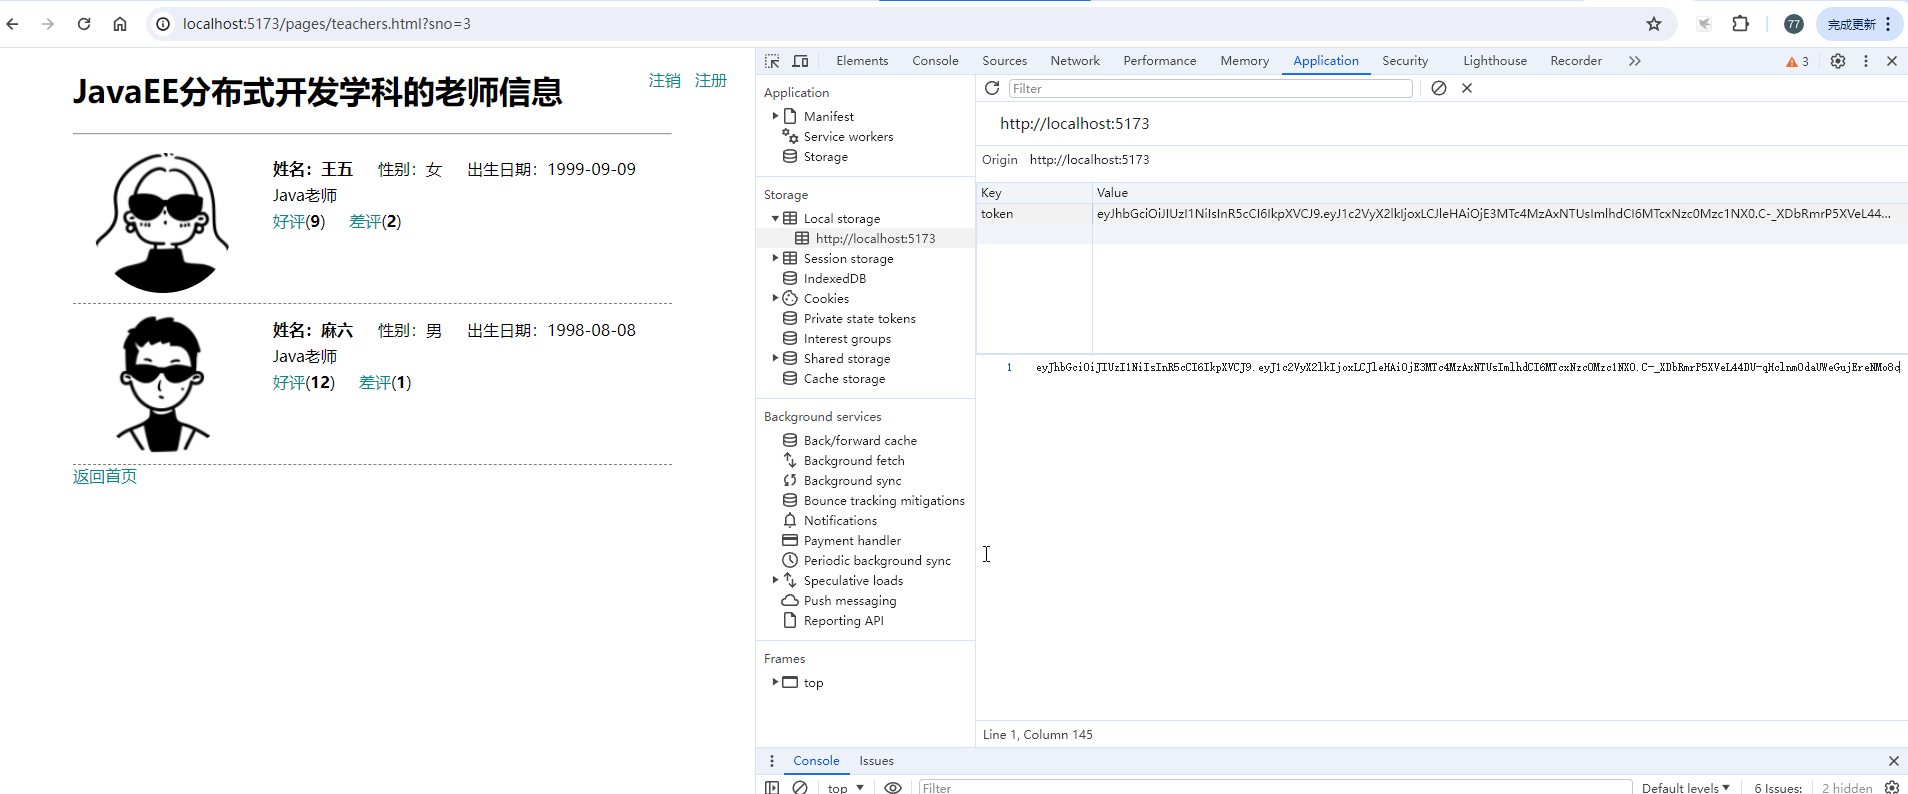 localhost:5173/pages/teachers.html?sno=3
77
完成更新
JavaEE分布式开发学科的老师信息
注销 注册
姓名：王五 性别：女 出生日期：1999-09-09
Java老师
好评(9) 差评(2)
姓名：麻六 性别：男 出生日期：1998-08-08
Java老师
好评(12) 差评(1)
返回首页
Elements Console Sources Network Performance Memory Application Security Lighthouse Recorder 3
Application
Manifest
Service workers
Storage
Storage
Local storage
http://localhost:5173
Session storage
IndexedDB
Cookies
Private state tokens
Interest groups
Shared storage
Cache storage
Background services
Back/forward cache
Background fetch
Background sync
Bounce tracking mitigations
Notifications
Payment handler
Periodic background sync
Speculative loads
Push messaging
Reporting API
Frames
top
Filter
http://localhost:5173
Origin http://localhost:5173
Key Value
token eyJhbGciOiJIUzI1NiIsInR5cCI6IkpXVCJ9.eyJ1c2VyX2lkIjoxLCJleHAiOjE3MTc4MzAxNTUsImlhdCI6MTcxNzc0Mzc1NX0.C-_XDbRmrP5XVeL44...
1 eyJhbGciOiJIUzI1NiIsInR5cCI6IkpXVCJ9.eyJ1c2VyX2lkIjoxLCJleHAiOjE3MTc4MzAxNTUsImlhdCI6MTcxNzc0Mzc1NX0.C-_XDbRmrP5XVeL44DU-qHclnmOdaUWeGujEreNMo8c
Line 1, Column 145
Console Issues
top Filter Default levels 6 Issues: 2 hidden